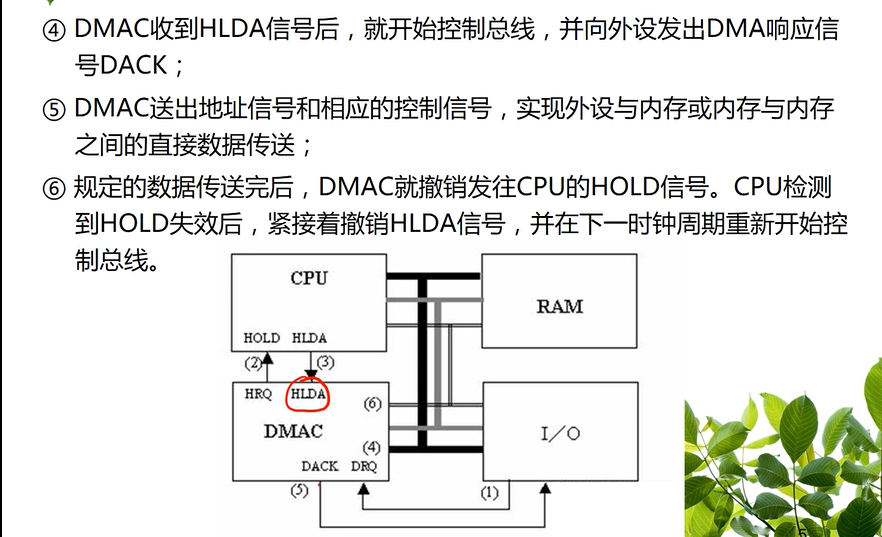 ④ DMAC收到HLDA信号后，就开始控制总线，并向外设发出DMA响应信
号DACK；
⑤ DMAC送出地址信号和相应的控制信号，实现外设与内存或内存与内存
之间的直接数据传送；
⑥ 规定的数据传送完后，DMAC就撤销发往CPU的HOLD信号。CPU检测
到HOLD失效后，紧接着撤销HLDA信号，并在下一时钟周期重新开始控
制总线。
CPU
RAM
HOLD HLDA
(2) (3)
HRQ HLDA
(6)
DMAC
I/O
(4)
DACK DRQ
(5) (1)
5